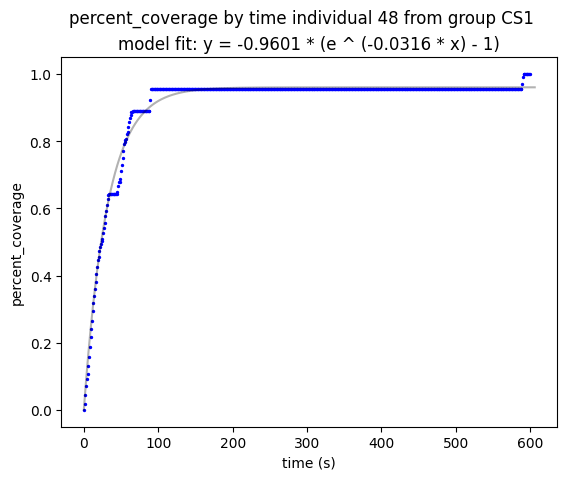 percent_coverage by time individual 48 from group CS1
model fit: y = -0.9601 * (e ^ (-0.0316 * x) - 1)
1.0
0.8
0.6
0.4
0.2
0.0
percent_coverage
0 100 200 300 400 500 600
time (s)